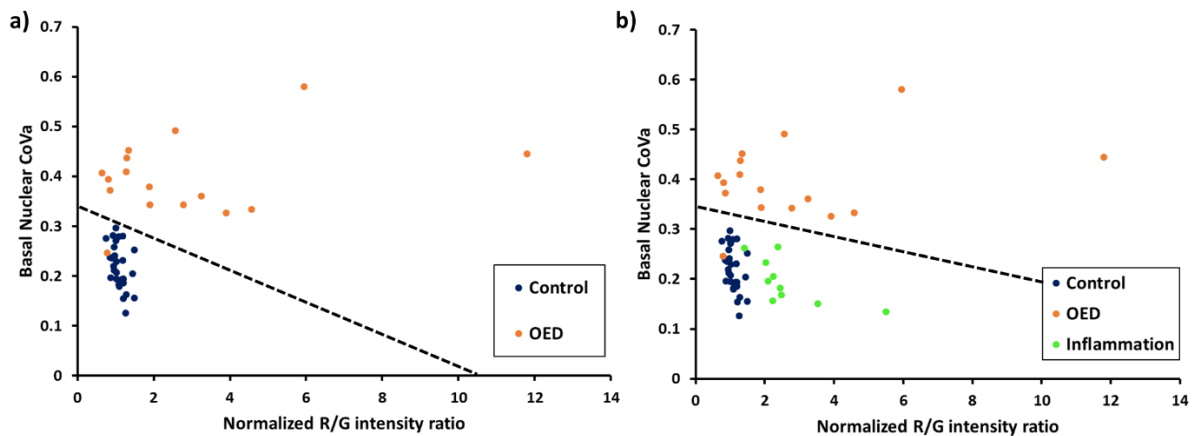 a)
Basal Nuclear CoVa
0.7
0.6
0.5
0.4
0.3
0.2
0.1
0
0 2 4 6 8 10 12 14
Normalized R/G intensity ratio
Control
OED
b)
Basal Nuclear CoVa
0.7
0.6
0.5
0.4
0.3
0.2
0.1
0
0 2 4 6 8 10 12 14
Normalized R/G intensity ratio
Control
OED
Inflammation